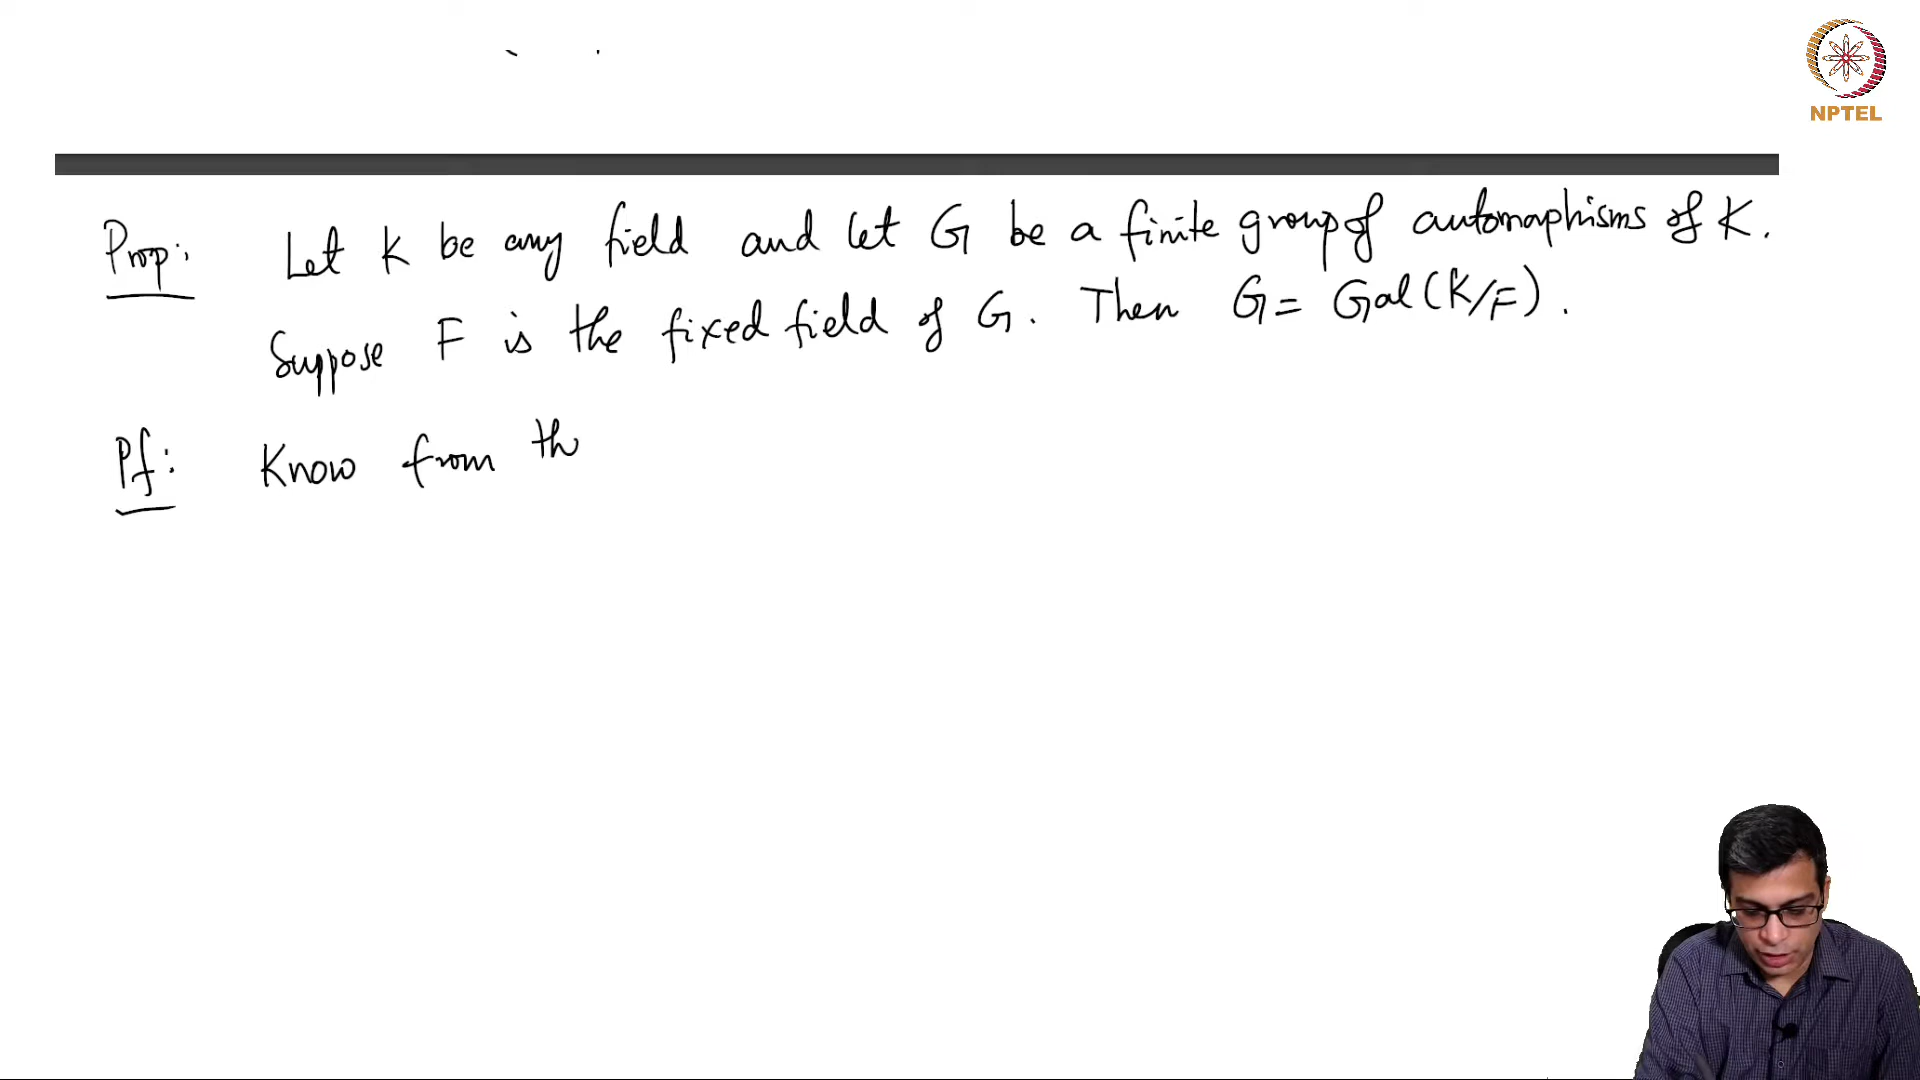 NPTEL
Prop: Let K be any field and let G be a finite group of automorphisms of K.
Suppose F is the fixed field of G. Then G = Gal(K/F).
Pf: Know from th